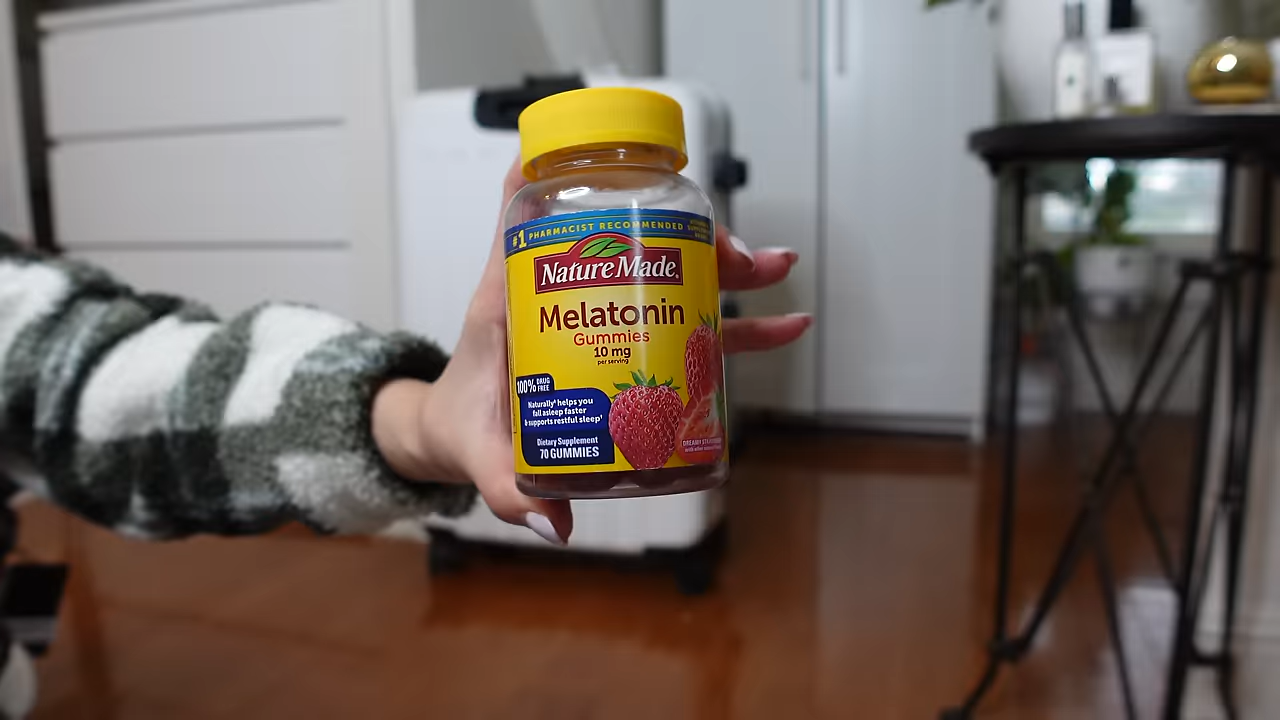 #1 PHARMACIST RECOMMENDED
Nature Made®
Melatonin
Gummies
10 mg
per serving
100% DRUG FREE
Naturally† helps you
fall asleep faster
& supports restful sleep†
Dietary Supplement
70 GUMMIES